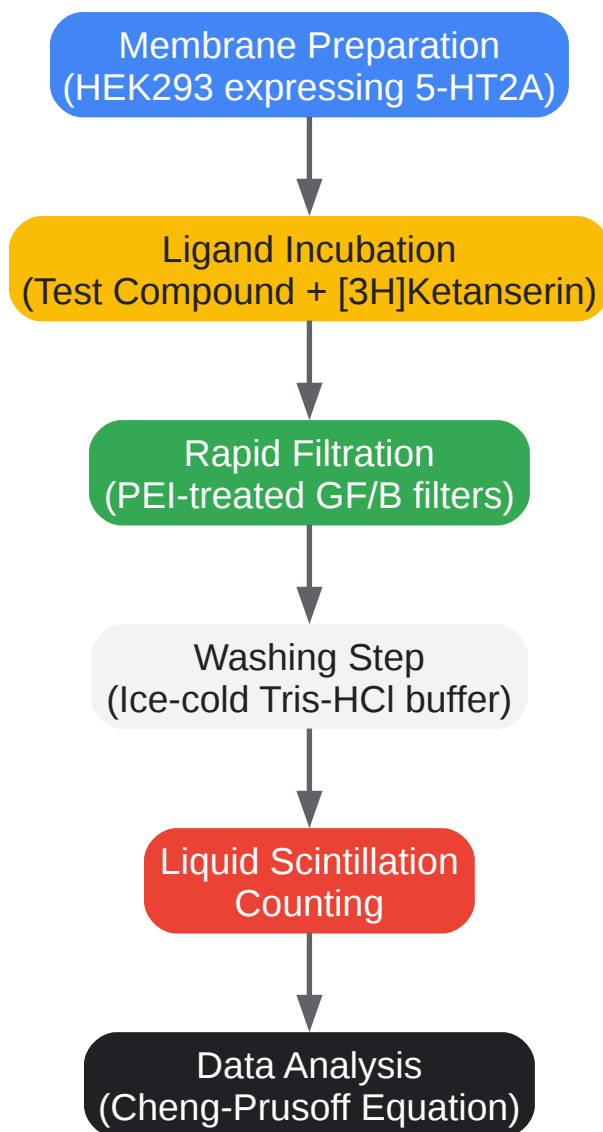 Membrane Preparation
(HEK293 expressing 5-HT2A)
Ligand Incubation
(Test Compound + [3H]Ketanserin)
Rapid Filtration
(PEI-treated GF/B filters)
Washing Step
(Ice-cold Tris-HCl buffer)
Liquid Scintillation
Counting
Data Analysis
(Cheng-Prusoff Equation)